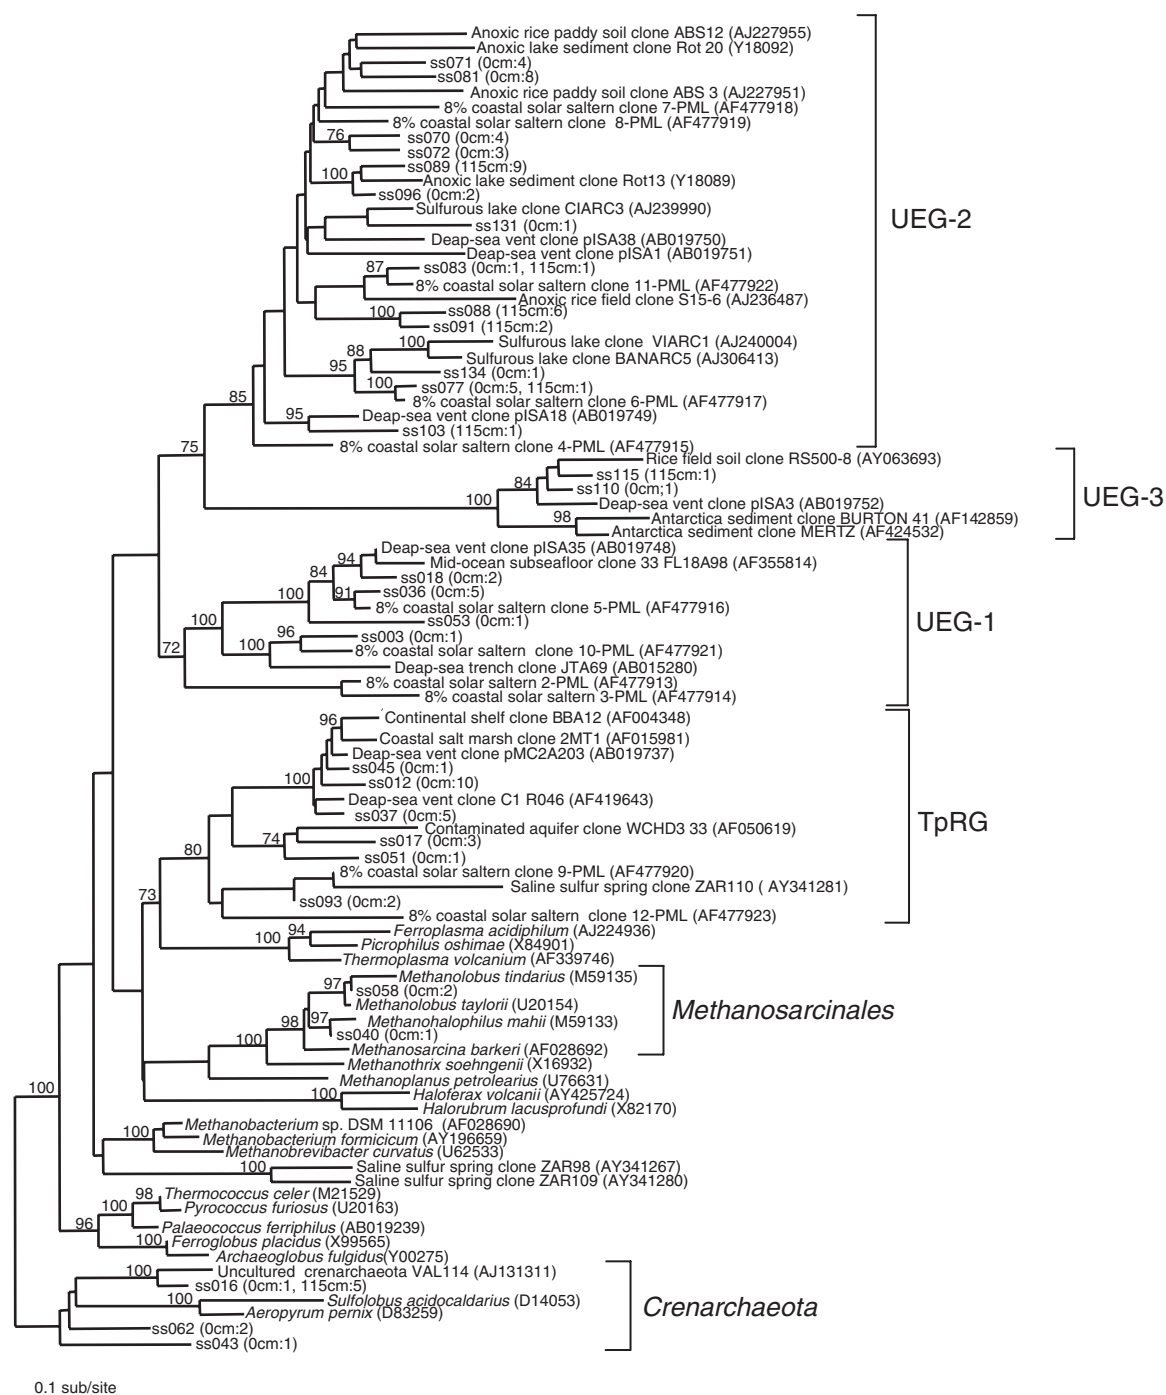 Anoxic rice paddy soil clone ABS12 (AJ227955)
Anoxic lake sediment clone Rot 20 (Y18092)
ss071 (0cm:4)
ss081 (0cm:8)
Anoxic rice paddy soil clone ABS 3 (AJ227951)
8% coastal solar saltern clone 7-PML (AF477918)
8% coastal solar saltern clone 8-PML (AF477919)
76
ss070 (0cm:4)
ss072 (0cm:3)
ss089 (115cm:9)
100
Anoxic lake sediment clone Rot13 (Y18089)
ss096 (0cm:2)
Sulfurous lake clone CIARC3 (AJ239990)
UEG-2
ss131 (0cm:1)
Deap-sea vent clone pISA38 (AB019750)
Deap-sea vent clone pISA1 (AB019751)
87
ss083 (0cm:1, 115cm:1)
8% coastal solar saltern clone 11-PML (AF477922)
Anoxic rice field clone S15-6 (AJ236487)
100
ss088 (115cm:6)
ss091 (115cm:2)
100
Sulfurous lake clone VIARC1 (AJ240004)
88
Sulfurous lake clone BANARC5 (AJ306413)
95
ss134 (0cm:1)
100
ss077 (0cm:5, 115cm:1)
8% coastal solar saltern clone 6-PML (AF477917)
85
95
Deap-sea vent clone pISA18 (AB019749)
ss103 (115cm:1)
75
8% coastal solar saltern clone 4-PML (AF477915)
Rice field soil clone RS500-8 (AY063693)
ss115 (115cm:1)
84
ss110 (0cm;1)
100
Deap-sea vent clone pISA3 (AB019752)
UEG-3
98
Antarctica sediment clone BURTON 41 (AF142859)
Antarctica sediment clone MERTZ (AF424532)
Deap-sea vent clone pISA35 (AB019748)
94
Mid-ocean subseafloor clone 33 FL18A98 (AF355814)
84
ss018 (0cm:2)
100
91
ss036 (0cm:5)
8% coastal solar saltern clone 5-PML (AF477916)
ss053 (0cm:1)
UEG-1
100
96
ss003 (0cm:1)
72
100
8% coastal solar saltern clone 10-PML (AF477921)
Deap-sea trench clone JTA69 (AB015280)
8% coastal solar saltern 2-PML (AF477913)
8% coastal solar saltern 3-PML (AF477914)
96
Continental shelf clone BBA12 (AF004348)
Coastal salt marsh clone 2MT1 (AF015981)
Deap-sea vent clone pMC2A203 (AB019737)
ss045 (0cm:1)
100
ss012 (0cm:10)
Deap-sea vent clone C1 R046 (AF419643)
ss037 (0cm:5)
TpRG
Contaminated aquifer clone WCHD3 33 (AF050619)
74
ss017 (0cm:3)
80
ss051 (0cm:1)
8% coastal solar saltern clone 9-PML (AF477920)
Saline sulfur spring clone ZAR110 ( AY341281)
73
ss093 (0cm:2)
8% coastal solar saltern clone 12-PML (AF477923)
94
Ferroplasma acidiphilum (AJ224936)
100
Picrophilus oshimae (X84901)
Thermoplasma volcanium (AF339746)
Methanolobus tindarius (M59135)
97
ss058 (0cm:2)
Methanolobus taylorii (U20154)
Methanosarcinales
98
97
Methanohalophilus mahii (M59133)
ss040 (0cm:1)
100
Methanosarcina barkeri (AF028692)
Methanothrix soehngenii (X16932)
Methanoplanus petrolearius (U76631)
100
100
Haloferax volcanii (AY425724)
Halorubrum lacusprofundi (X82170)
Methanobacterium sp. DSM 11106 (AF028690)
100
Methanobacterium formicicum (AY196659)
Methanobrevibacter curvatus (U62533)
100
Saline sulfur spring clone ZAR98 (AY341267)
Saline sulfur spring clone ZAR109 (AY341280)
98
Thermococcus celer (M21529)
100
Pyrococcus furiosus (U20163)
96
Palaeococcus ferriphilus (AB019239)
100
Ferroglobus placidus (X99565)
Archaeoglobus fulgidus(Y00275)
100
Uncultured crenarchaeota VAL114 (AJ131311)
ss016 (0cm:1, 115cm:5)
100
Sulfolobus acidocaldarius (D14053)
Crenarchaeota
Aeropyrum pernix (D83259)
ss062 (0cm:2)
ss043 (0cm:1)
0.1 sub/site